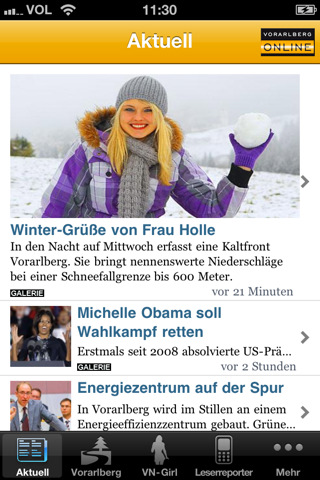 VOL 11:30
Aktuell
VORARLBERG
ONLINE
Winter-Grüße von Frau Holle
In den Nacht auf Mittwoch erfasst eine Kaltfront
Vorarlberg. Sie bringt nennenswerte Niederschläge
bei einer Schneefallgrenze bis 600 Meter.
GALERIE vor 21 Minuten
Michelle Obama soll
Wahlkampf retten
Erstmals seit 2008 absolvierte US-Prä...
GALERIE vor 2 Stunden
Energiezentrum auf der Spur
In Vorarlberg wird im Stillen an einem
Energieeffizienzzentrum gebaut. Grüne...
Aktuell Vorarlberg VN-Girl Leserreporter Mehr